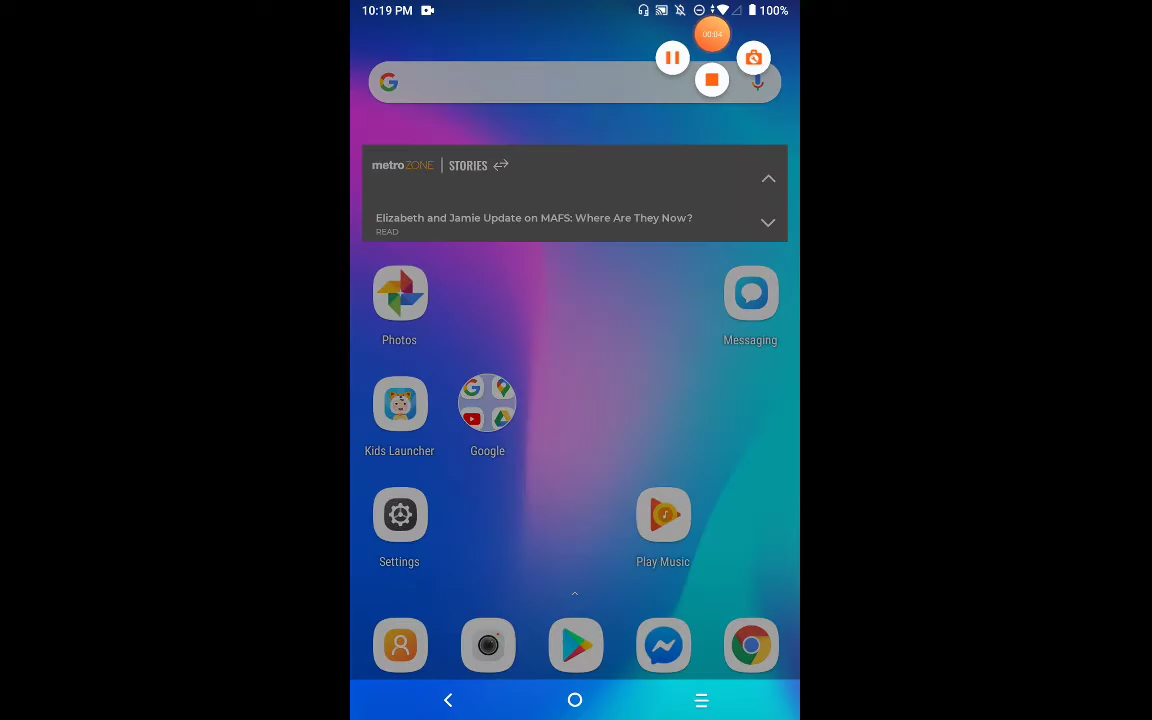 10:19 PM
100%
00:04
metroZONE | STORIES
Elizabeth and Jamie Update on MAFS: Where Are They Now?
READ
Photos
Messaging
Kids Launcher
Google
Settings
Play Music